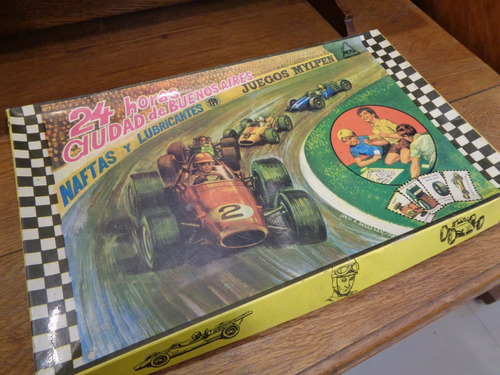 24 horas
CIUDAD de BUENOS AIRES
NAFTAS Y LUBRICANTES
JUEGOS MYLPEN
2